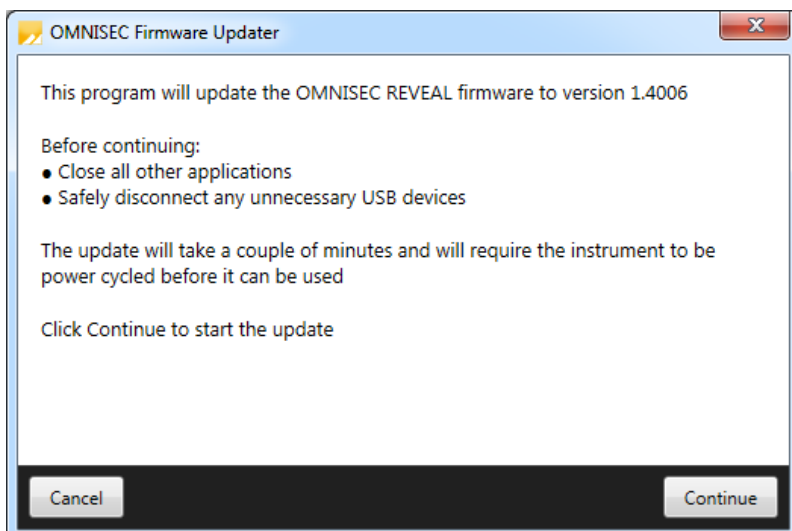 OMNISEC Firmware Updater
This program will update the OMNISEC REVEAL firmware to version 1.4006
Before continuing:
● Close all other applications
● Safely disconnect any unnecessary USB devices
The update will take a couple of minutes and will require the instrument to be
power cycled before it can be used
Click Continue to start the update
Cancel
Continue